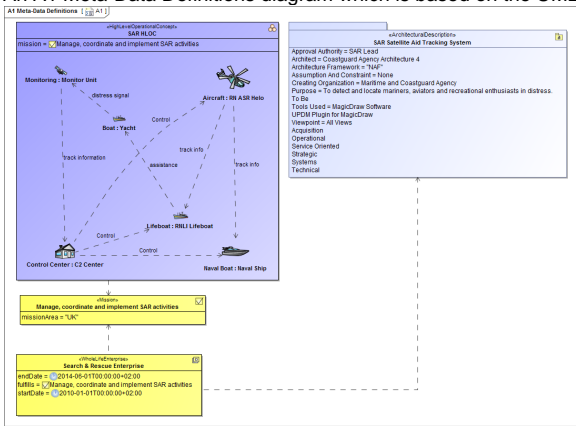 A1 Meta-Data Definitions [ A1 ]
«HighLevelOperationalConcept»
SAR HLOC
mission = Manage, coordinate and implement SAR activities
Monitoring : Monitor Unit
distress signal
Aircraft : RN ASR Helo
Control
Boat : Yacht
track information
track info
track info
assistance
Lifeboat : RNLI Lifeboat
Control
Control
Control Center : C2 Center
Naval Boat : Naval Ship
«ArchitecturalDescription»
SAR Satellite Aid Tracking System
Approval Authority = SAR Lead
Architect = Coastguard Agency Architecture 4
Architecture Framework = "NAF"
Assumption And Constraint = None
Creating Organization = Maritime and Coastguard Agency
Purpose = To detect and locate mariners, aviators and recreational enthusiasts in distress.
To Be
Tools Used = MagicDraw Software
UPDM Plugin for MagicDraw
Viewpoint = All Views
Acquisition
Operational
Service Oriented
Strategic
Systems
Technical
«Mission»
Manage, coordinate and implement SAR activities
missionArea = "UK"
«WholeLifeEnterprise»
Search & Rescue Enterprise
endDate = 2014-06-01T00:00:00+02:00
fulfills = Manage, coordinate and implement SAR activities
startDate = 2010-01-01T00:00:00+02:00